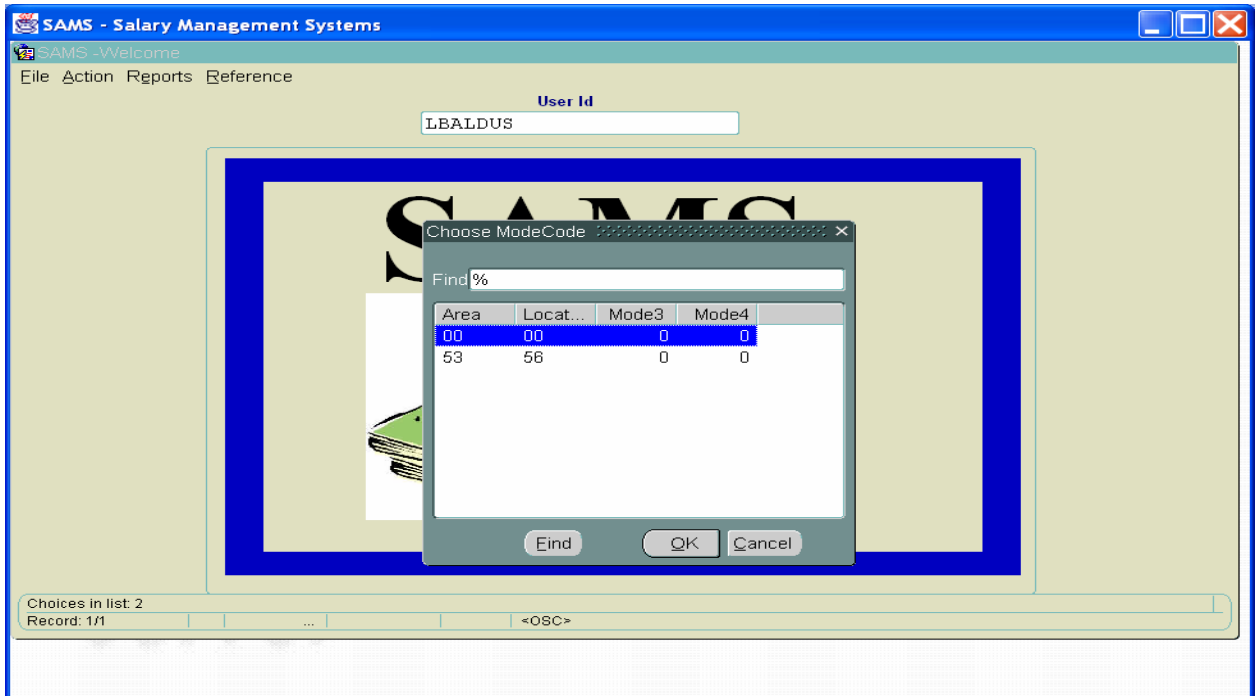 SAMS - Salary Management Systems
SAMS -Welcome
File Action Reports Reference
User Id
LBALDUS
SAMS
Choose ModeCode
Find %
Area Locat... Mode3 Mode4
00 00 0 0
53 56 0 0
Find OK Cancel
Choices in list: 2
Record: 1/1 ... <OSC>